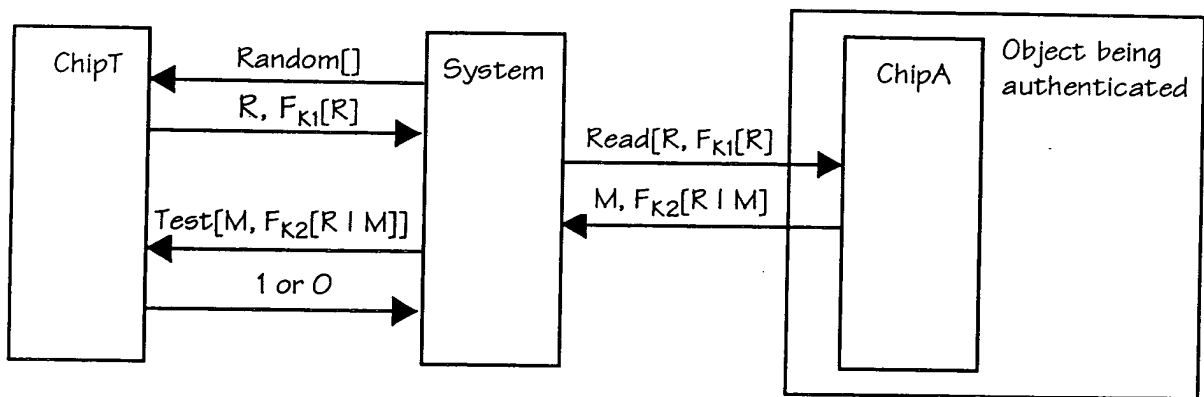 ChipT
Random[]
R, F_K1[R]
Test[M, F_K2[R | M]]
1 or 0
System
Read[R, F_K1[R]
M, F_K2[R | M]
ChipA
Object being
authenticated